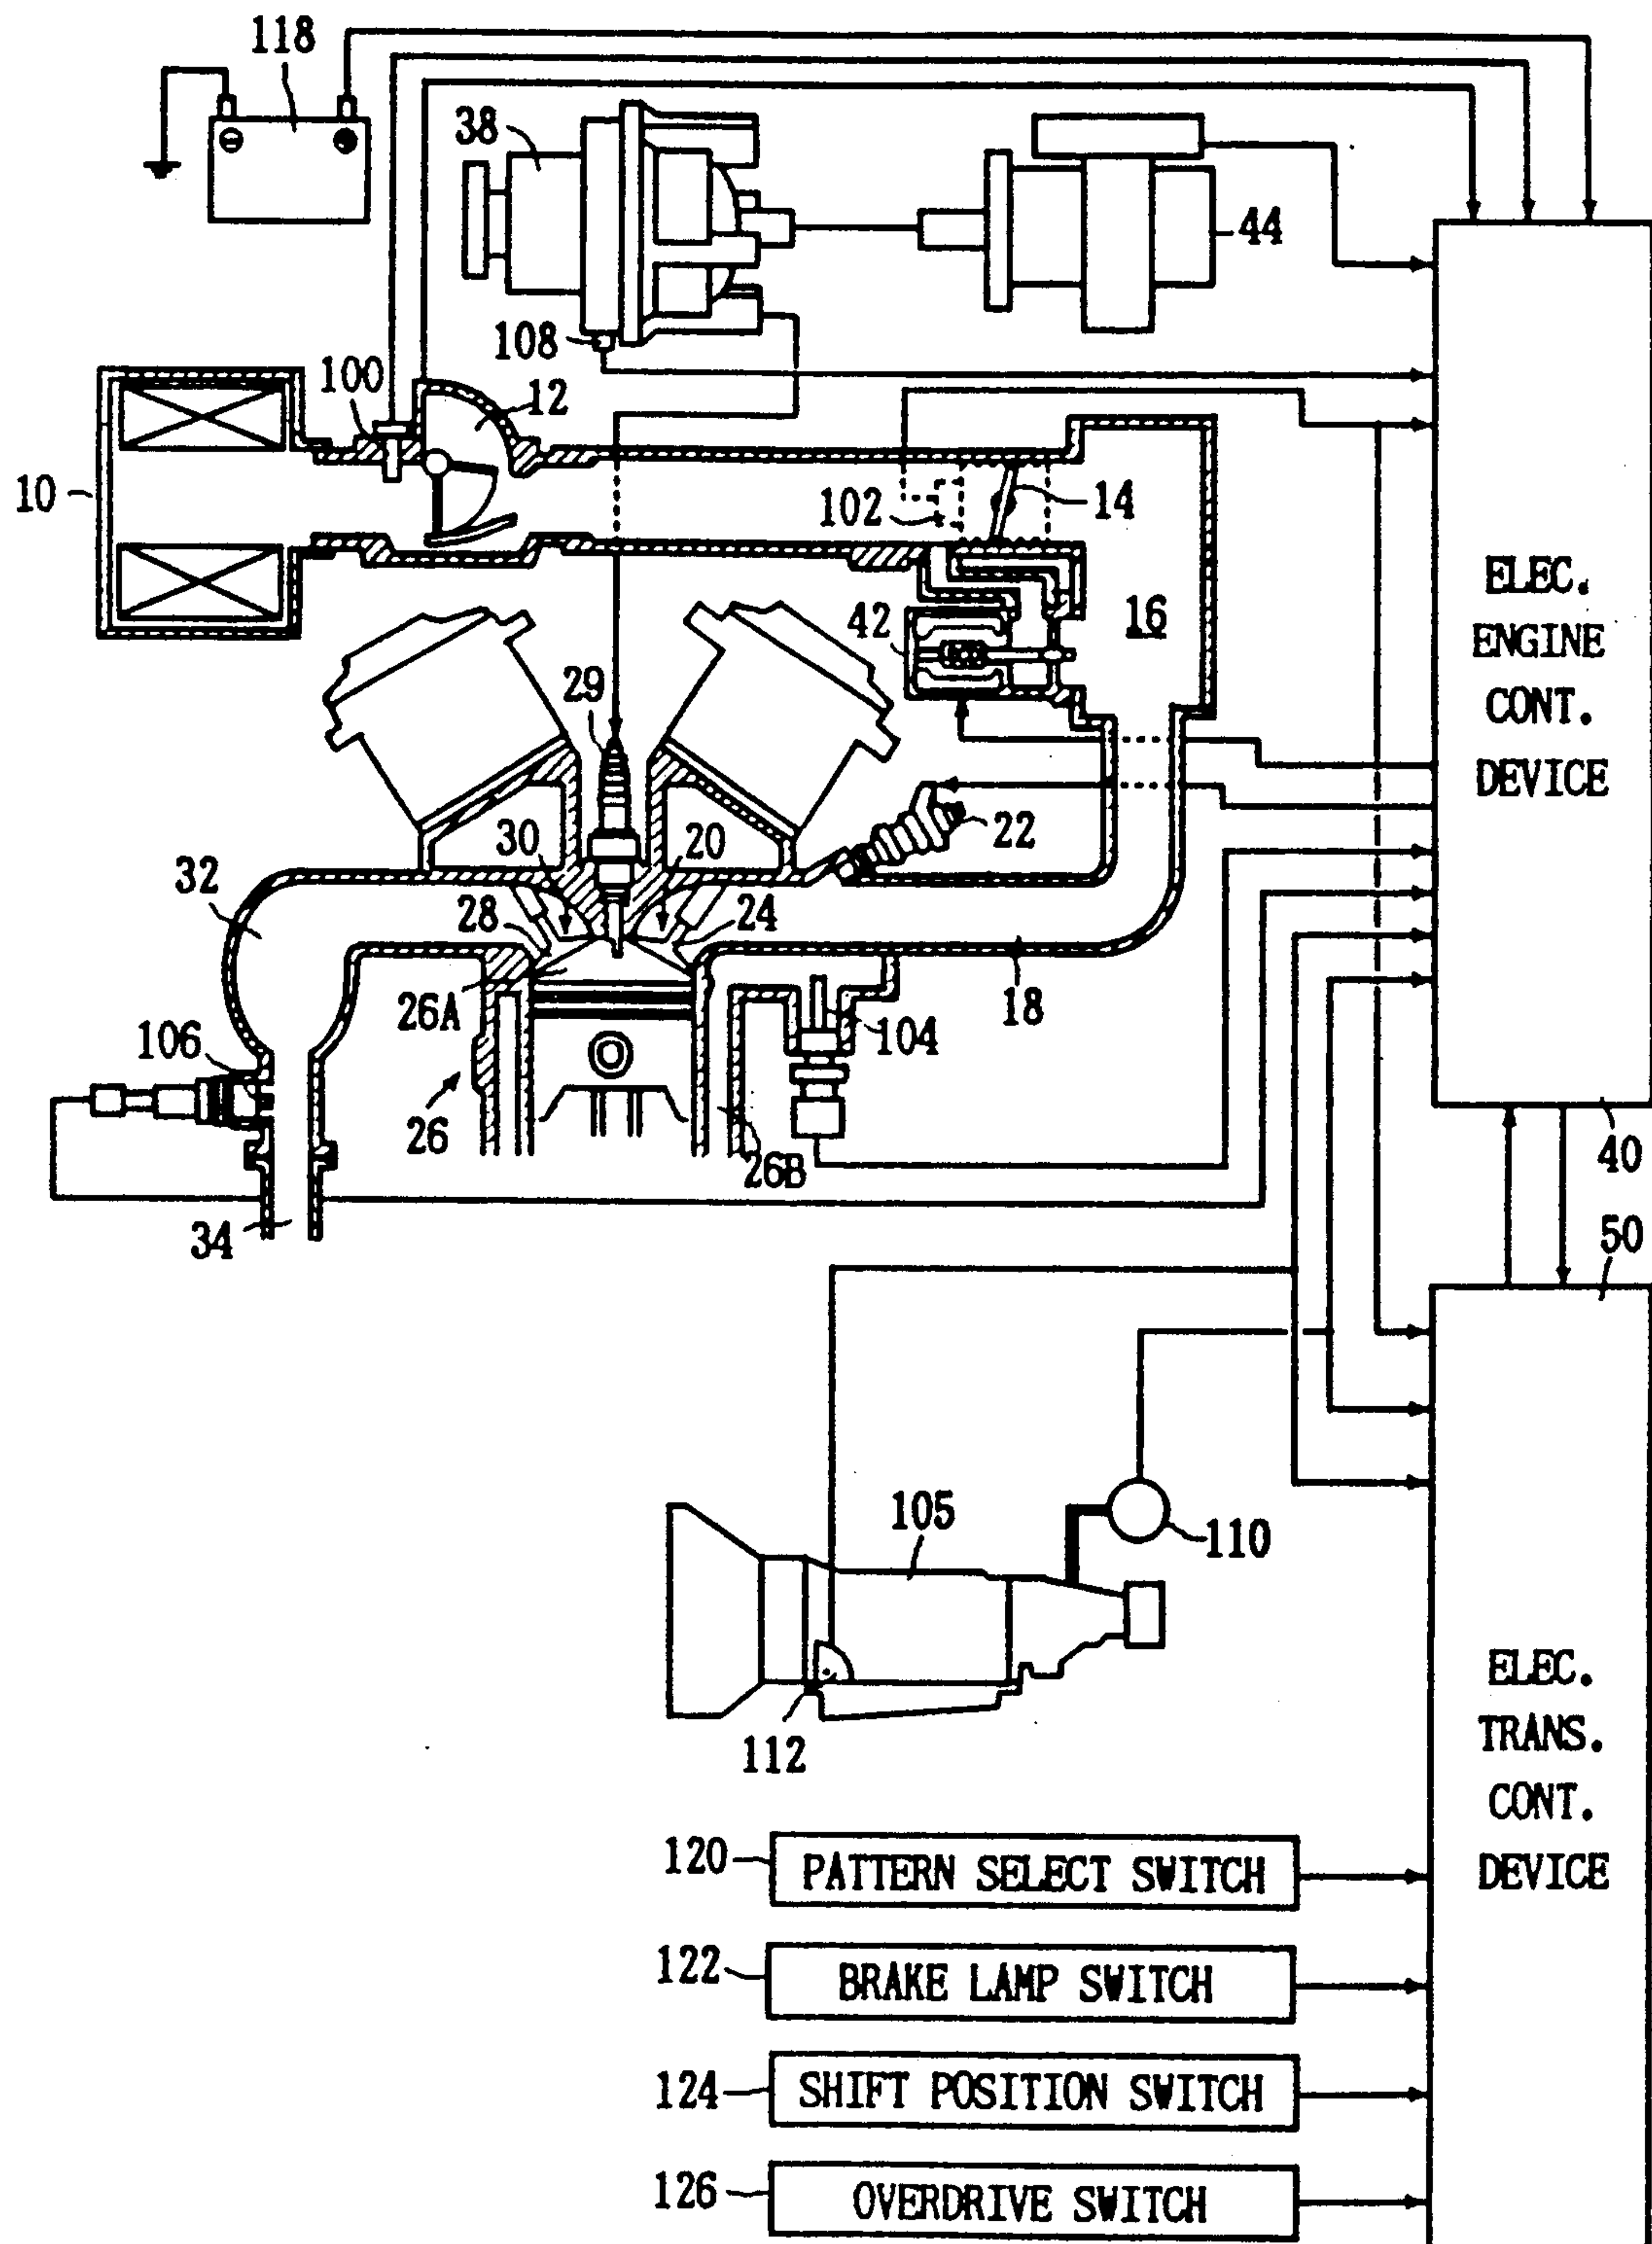 118
38
44
108
100
12
10
102
14
16
42
ELEC.
ENGINE
CONT.
DEVICE
29
22
30
20
32
28
24
26A
18
106
104
26
26B
40
34
50
105
110
112
ELEC.
TRANS.
CONT.
DEVICE
120
PATTERN SELECT SWITCH
122
BRAKE LAMP SWITCH
124
SHIFT POSITION SWITCH
126
OVERDRIVE SWITCH